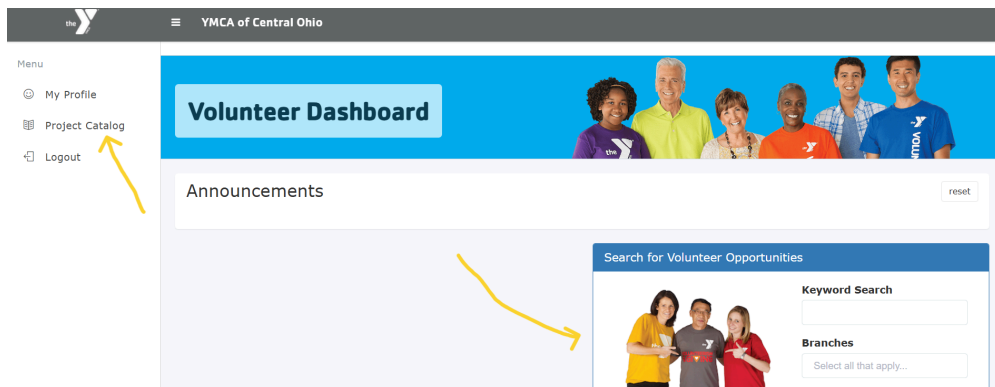 the
YMCA of Central Ohio
Menu
My Profile
Project Catalog
Logout
Volunteer Dashboard
the
VOLUN
Announcements
reset
Search for Volunteer Opportunities
Keyword Search
Branches
Select all that apply...